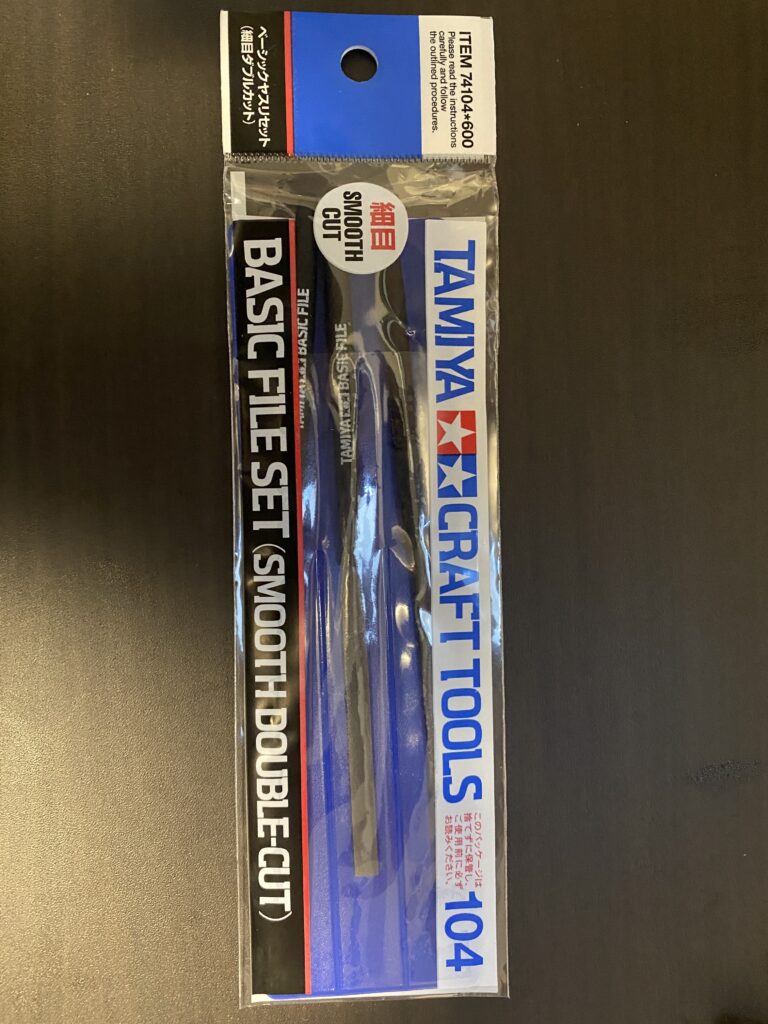 ITEM 74104★600
Please read the instructions
carefully and follow
the outlined procedures.
ベーシックヤスリセット
(細目ダブルカット)
細目
SMOOTH
CUT
TAMIYA CRAFT TOOLS
このパッケージは
捨てずに保管し、
ご使用前に必ず
お読みください。
104
TAMIYA BASIC FILE
TAMIYA BASIC FILE
BASIC FILE SET (SMOOTH DOUBLE-CUT)